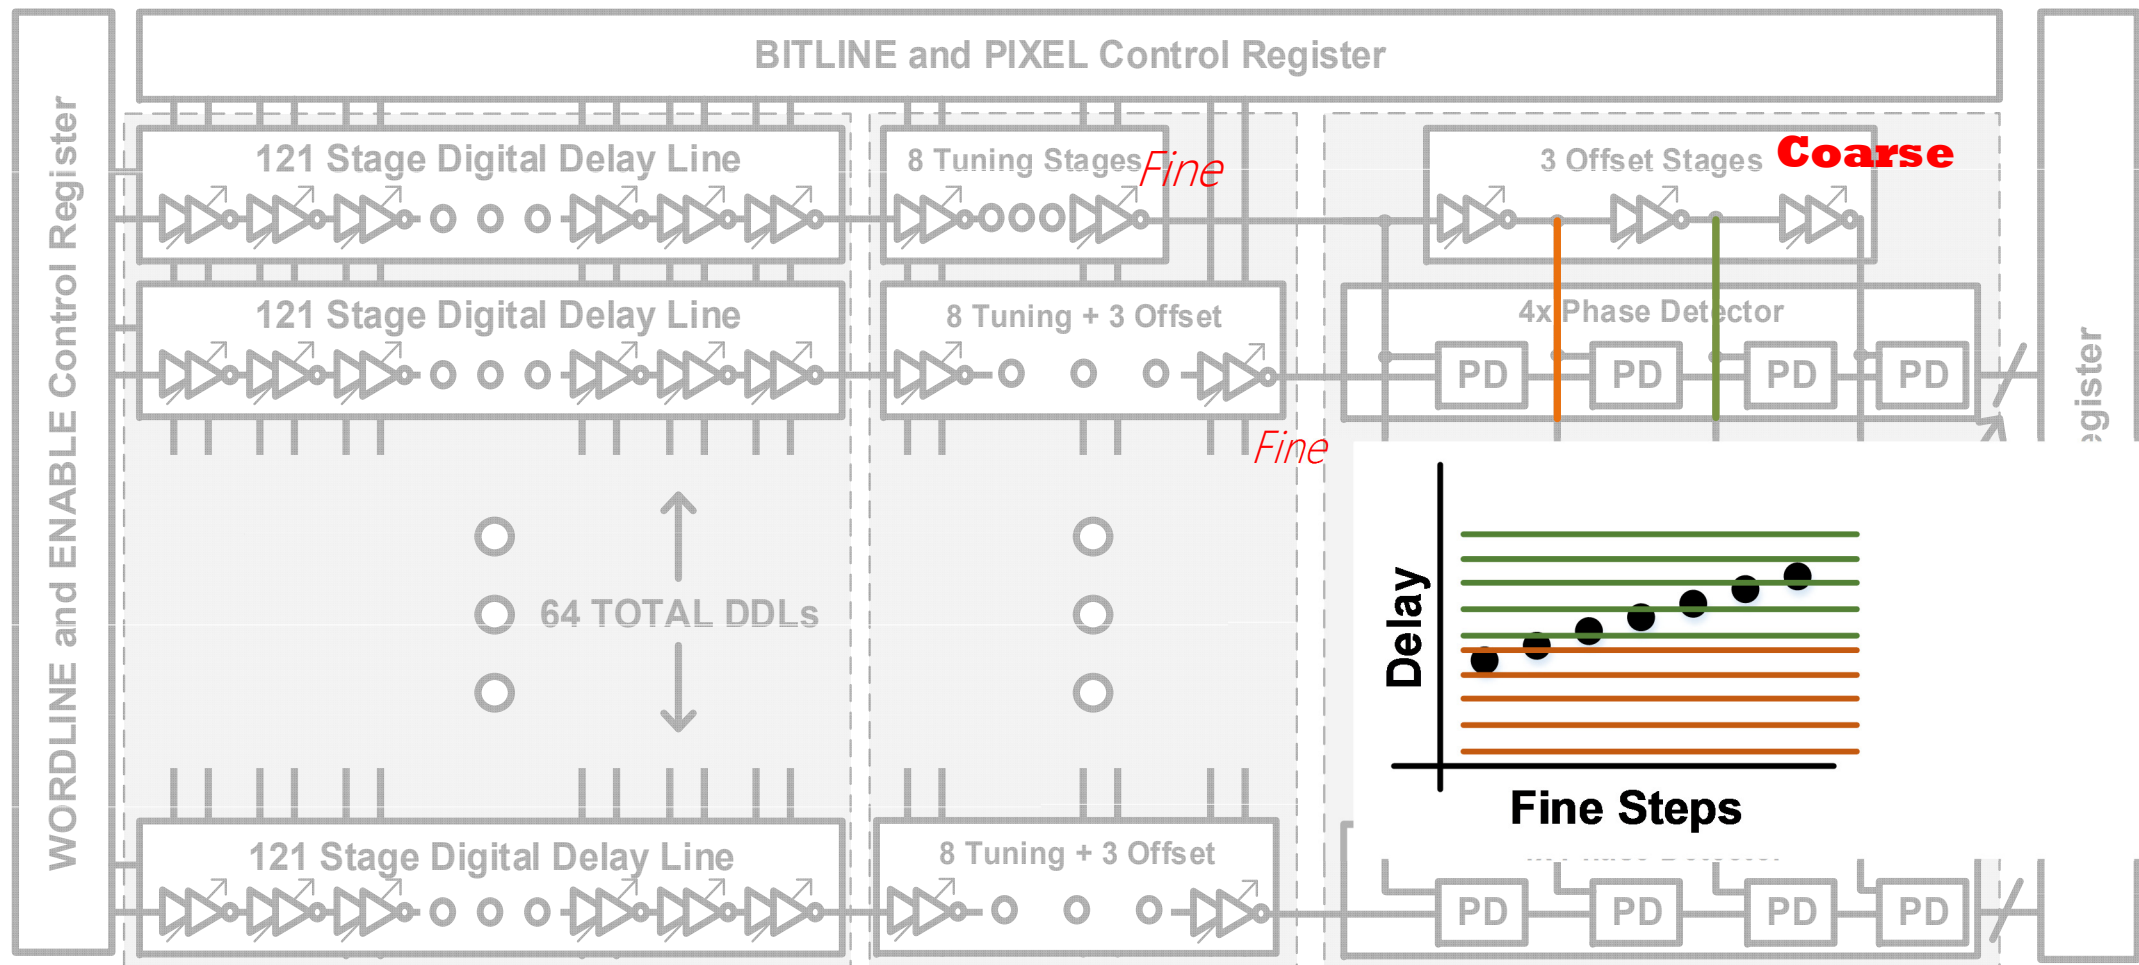 BITLINE and PIXEL Control Register
WORDLINE and ENABLE Control Register
121 Stage Digital Delay Line
8 Tuning Stages
Fine
3 Offset Stages
Coarse
121 Stage Digital Delay Line
8 Tuning + 3 Offset
4x Phase Detector
PD
PD
PD
PD
Fine
64 TOTAL DDLs
Delay
Fine Steps
121 Stage Digital Delay Line
8 Tuning + 3 Offset
PD
PD
PD
PD